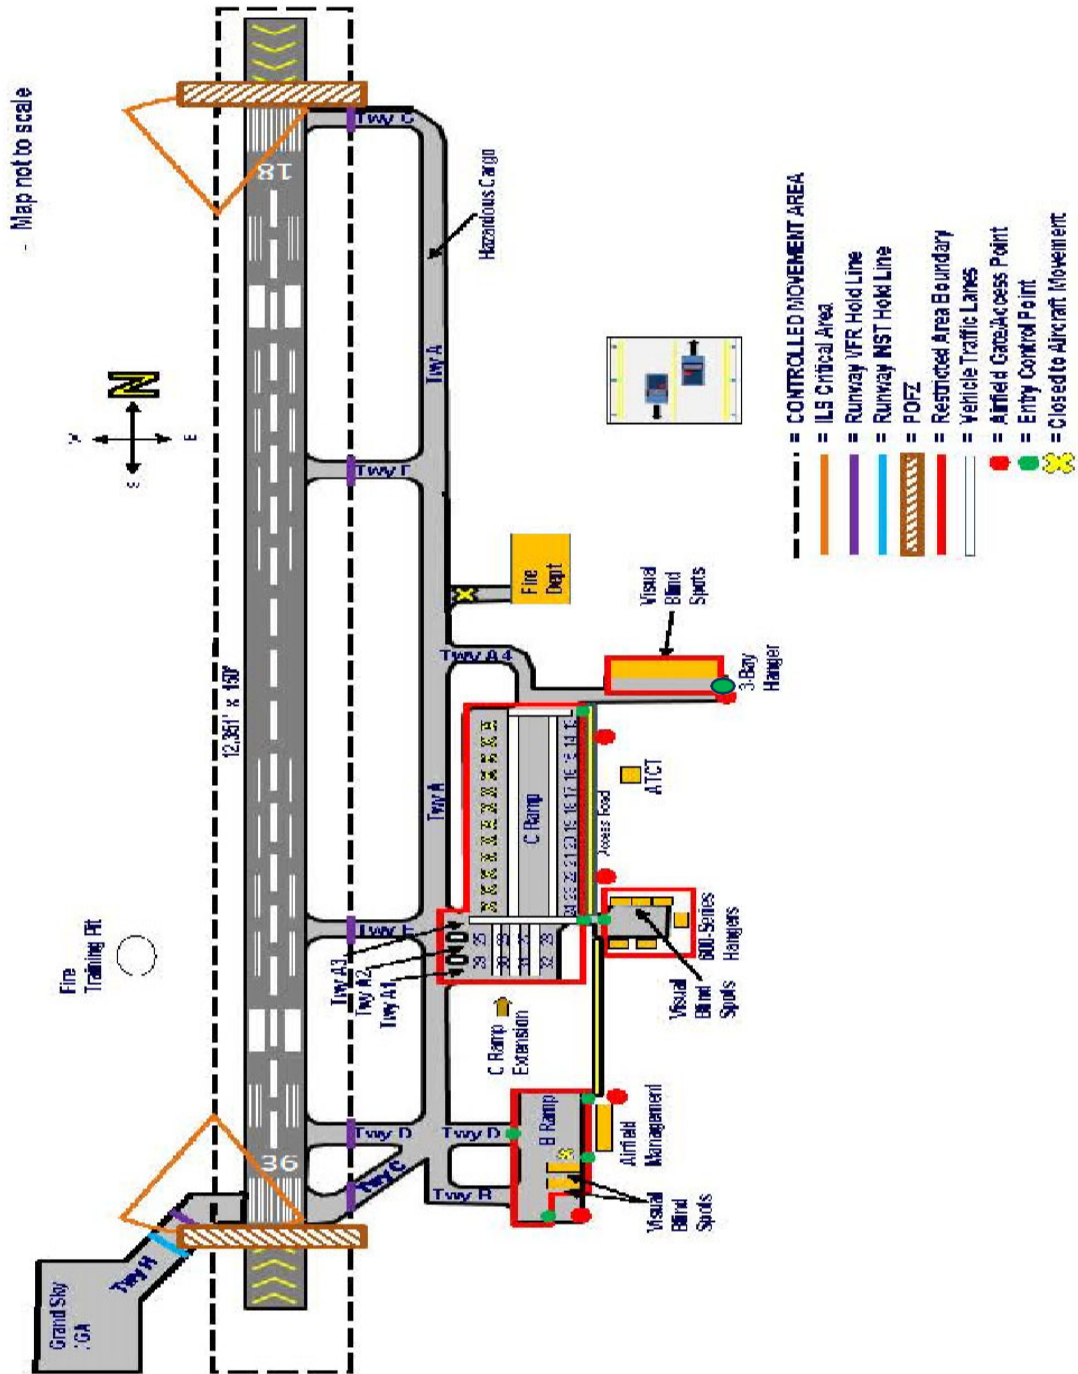 - Map not to scale
18
Twy G
Hazardous Cargo
N
W
S
E
Twy A
Twy F
12,351' x 150'
Fire
Dept
Visual
Blind
Spots
Twy A4
3-Bay
Hanger
Twy A
C Ramp
ATCT
Access Road
Fire
Training Pit
Twy E
Twy A3
Twy A2
Twy A1
C Ramp
Extension
600-Series
Hangers
Visual
Blind
Spots
36
Twy D
Twy D
Twy C
Twy B
B Ramp
Airfield
Management
Visual
Blind
Spots
Twy H
Grand Sky
= CONTROLLED MOVEMENT AREA
= ILS Critical Area
= Runway VFR Hold Line
= Runway INST Hold Line
= POFZ
= Restricted Area Boundary
= Vehicle Traffic Lanes
= Airfield Gate/Access Point
= Entry Control Point
= Closed to Aircraft Movement